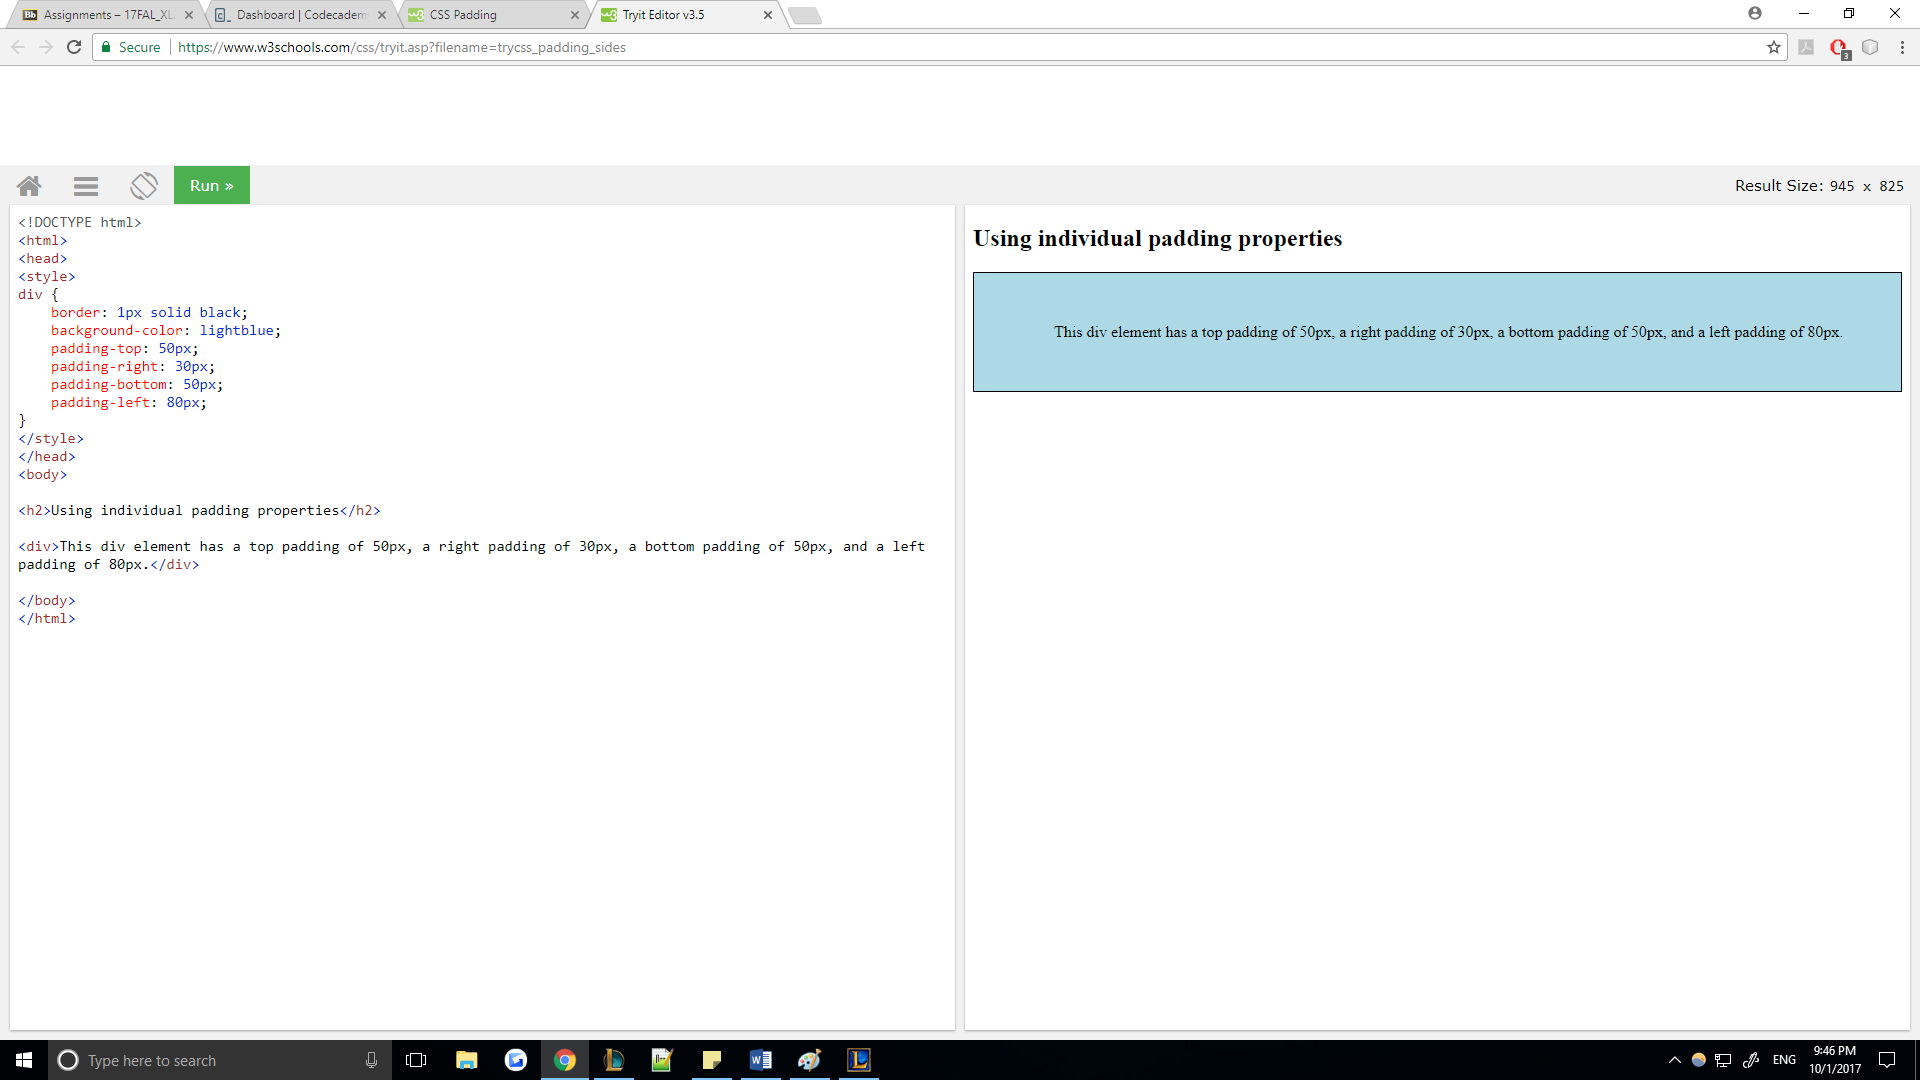 Assignments – 17FAL_XL
Dashboard | Codecadem
CSS Padding
Tryit Editor v3.5
Secure
https://www.w3schools.com/css/tryit.asp?filename=trycss_padding_sides
3
Run »
Result Size: 945 x 825
<!DOCTYPE html>
<html>
<head>
<style>
div {
    border: 1px solid black;
    background-color: lightblue;
    padding-top: 50px;
    padding-right: 30px;
    padding-bottom: 50px;
    padding-left: 80px;
}
</style>
</head>
<body>
<h2>Using individual padding properties</h2>
<div>This div element has a top padding of 50px, a right padding of 30px, a bottom padding of 50px, and a left
padding of 80px.</div>
</body>
</html>
Using individual padding properties
This div element has a top padding of 50px, a right padding of 30px, a bottom padding of 50px, and a left padding of 80px.
Type here to search
ENG
9:46 PM
10/1/2017